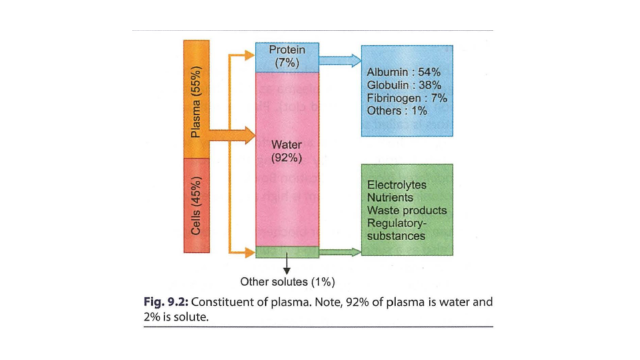 Plasma (55%)
Cells (45%)
Protein
(7%)
Water
(92%)
Other solutes (1%)
Albumin : 54%
Globulin : 38%
Fibrinogen : 7%
Others : 1%
Electrolytes
Nutrients
Waste products
Regulatory-
substances
Fig. 9.2: Constituent of plasma. Note, 92% of plasma is water and
2% is solute.